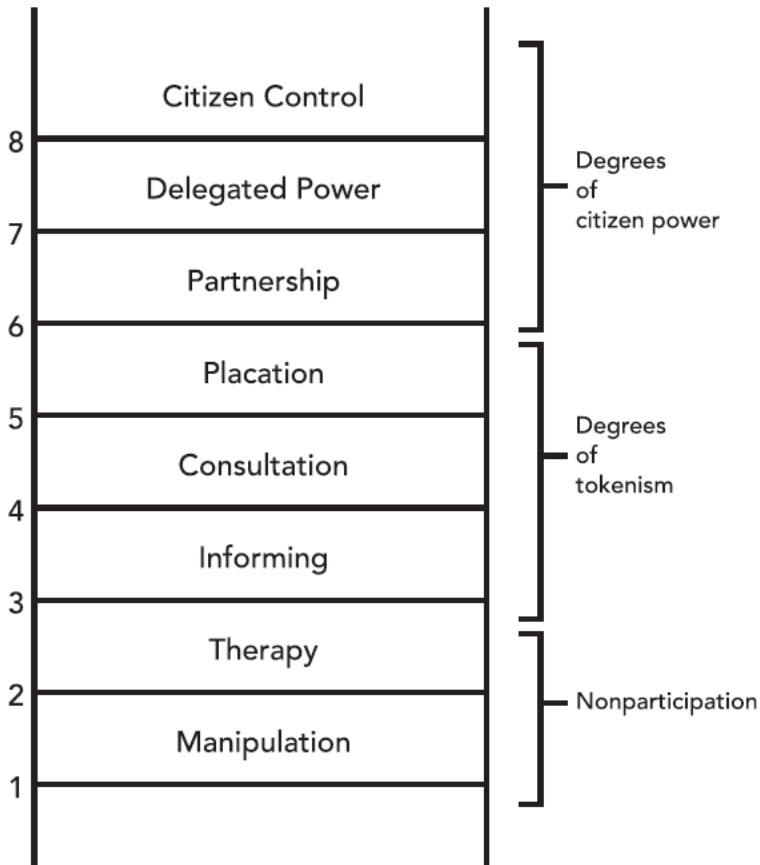 Citizen Control
8
Delegated Power
7
Partnership
6
Placation
5
Consultation
4
Informing
3
Therapy
2
Manipulation
1
Degrees
of
citizen power
Degrees
of
tokenism
Nonparticipation